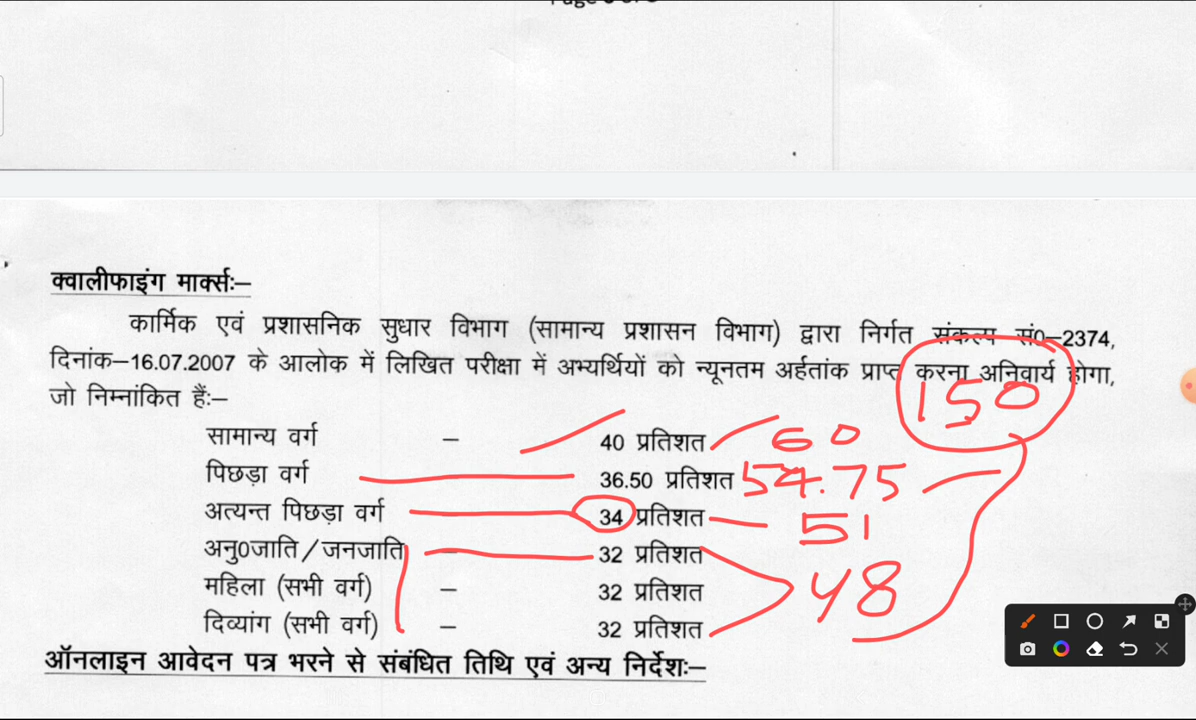 क्वालीफाइंग मार्क्सः–
कार्मिक एवं प्रशासनिक सुधार विभाग (सामान्य प्रशासन विभाग) द्वारा निर्गत संकल्प सं0–2374,
दिनांक–16.07.2007 के आलोक में लिखित परीक्षा में अभ्यर्थियों को न्यूनतम अर्हतांक प्राप्त करना अनिवार्य होगा,
जो निम्नांकित हैंः– 150
सामान्य वर्ग – 40 प्रतिशत 60
पिछड़ा वर्ग 36.50 प्रतिशत 54.75
अत्यन्त पिछड़ा वर्ग 34 प्रतिशत 51
अनु0जाति/जनजाति – 32 प्रतिशत
महिला (सभी वर्ग) – 32 प्रतिशत 48
दिव्यांग (सभी वर्ग) – 32 प्रतिशत
ऑनलाइन आवेदन पत्र भरने से संबंधित तिथि एवं अन्य निर्देशः–